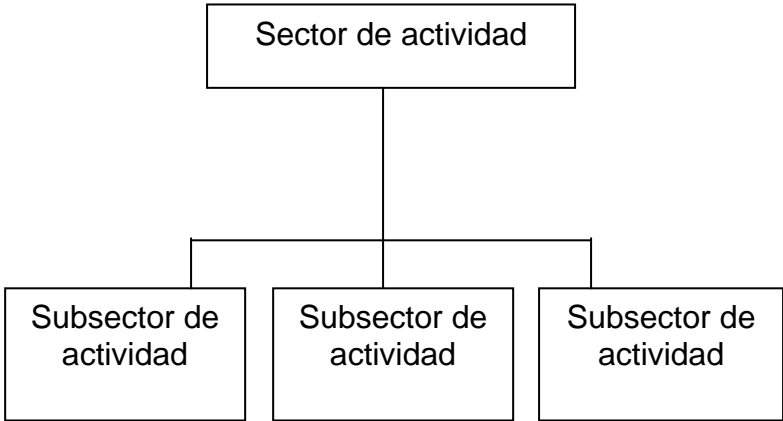 Sector de actividad
Subsector de
actividad
Subsector de
actividad
Subsector de
actividad